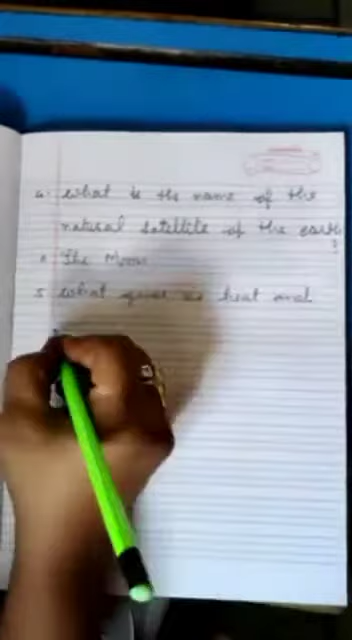 4. what is the name of the
natural satellite of the earth
?
A The Moon
5. what gives us heat and